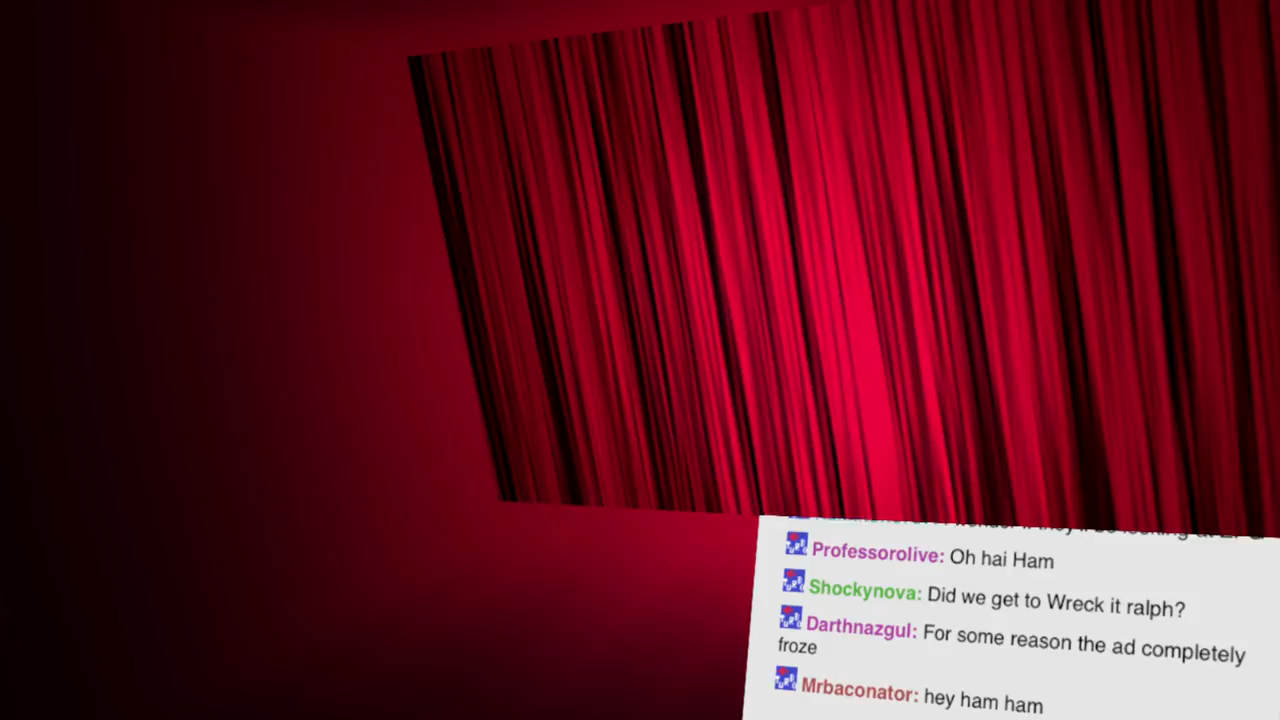 Professorolive: Oh hai Ham
Shockynova: Did we get to Wreck it ralph?
Darthnazgul: For some reason the ad completely
froze
Mrbaconator: hey ham ham